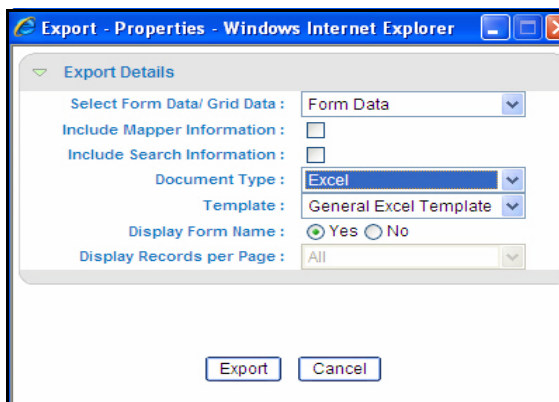 Export - Properties - Windows Internet Explorer
Export Details
Select Form Data/ Grid Data : Form Data
Include Mapper Information :
Include Search Information :
Document Type : Excel
Template : General Excel Template
Display Form Name : Yes No
Display Records per Page : All
Export Cancel